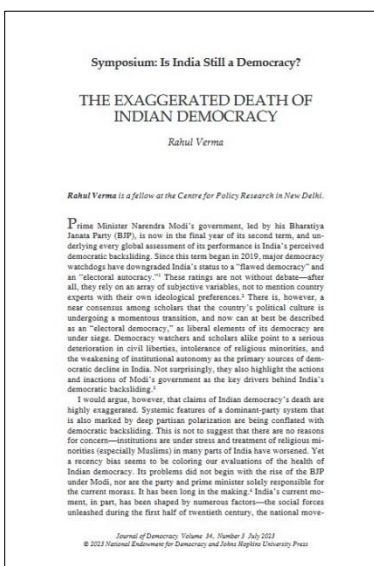 Symposium: Is India Still a Democracy?
THE EXAGGERATED DEATH OF
INDIAN DEMOCRACY
Rahul Verma
Rahul Verma is a fellow at the Centre for Policy Research in New Delhi.
Prime Minister Narendra Modi's government, led by his Bharatiya
Janata Party (BJP), is now in the final year of its second term, and un-
derlying every global assessment of its performance is India's perceived
democratic backsliding. Since this term began in 2019, major democracy
watchdogs have downgraded India's status to a "flawed democracy" and
an "electoral autocracy."1 These ratings are not without debate—after
all, they rely on an array of subjective variables, not to mention country
experts with their own ideological preferences.2 There is, however, a
near consensus among scholars that the country's political culture is
undergoing a momentous transition, and now can at best be described
as an "electoral democracy," as liberal elements of its democracy are
under siege. Democracy watchers and scholars alike point to a serious
deterioration in civil liberties, intolerance of religious minorities, and
the weakening of institutional autonomy as the primary sources of dem-
ocratic decline in India. Not surprisingly, they also highlight the actions
and inactions of Modi's government as the key drivers behind India's
democratic backsliding.3
I would argue, however, that claims of Indian democracy's death are
highly exaggerated. Systemic features of a dominant-party system that
is also marked by deep partisan polarization are being conflated with
democratic backsliding. This is not to suggest that there are no reasons
for concern—institutions are under stress and treatment of religious mi-
norities (especially Muslims) in many parts of India have worsened. Yet
a recency bias seems to be coloring our evaluations of the health of
Indian democracy. Its problems did not begin with the rise of the BJP
under Modi, nor are the party and prime minister solely responsible for
the current morass. It has been long in the making.4 India's current mo-
ment, in part, has been shaped by numerous factors—the social forces
unleashed during the first half of twentieth century, the national move-
Journal of Democracy Volume 34, Number 3 July 2023
© 2023 National Endowment for Democracy and Johns Hopkins University Press